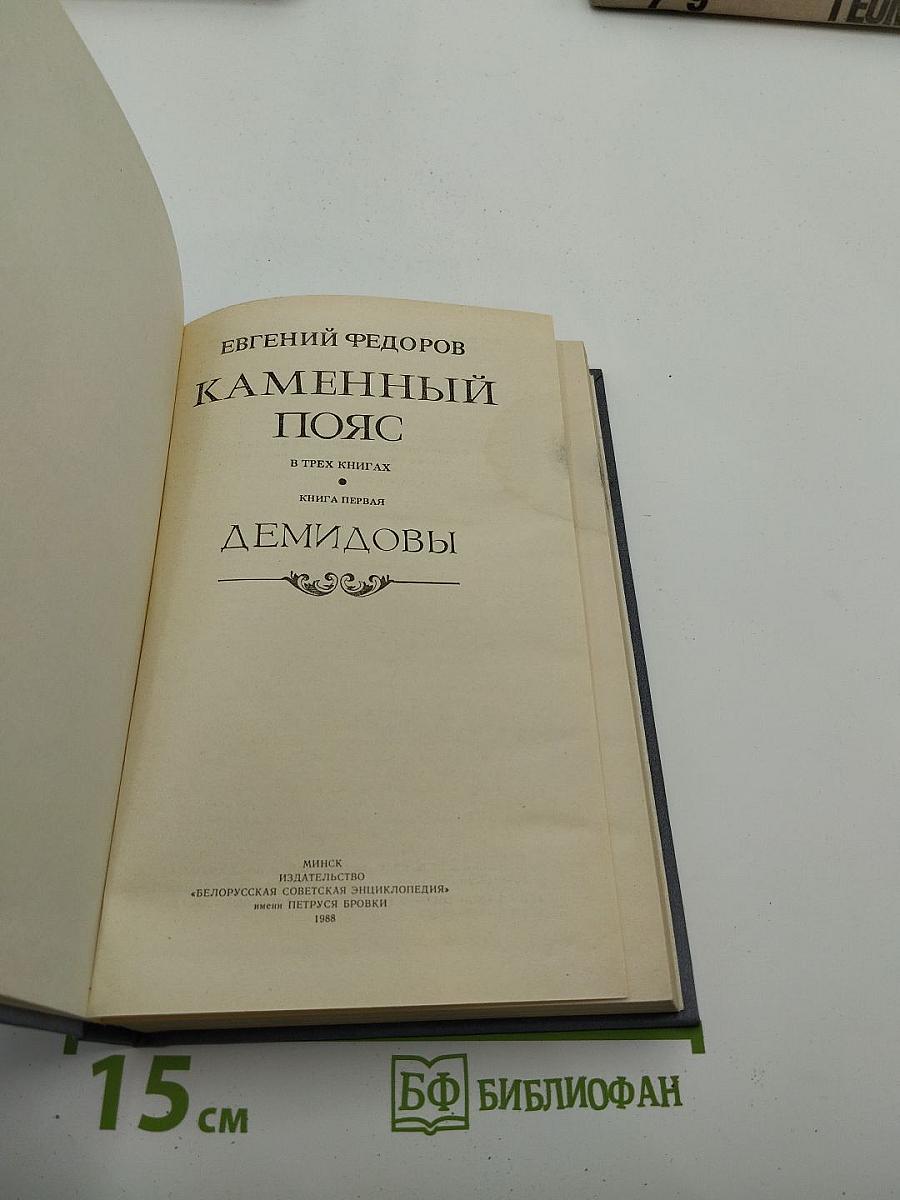 ЕВГЕНИЙ ФЕДОРОВ
КАМЕННЫЙ
ПОЯС
В ТРЕХ КНИГАХ
КНИГА ПЕРВАЯ
ДЕМИДОВЫ
МИНСК
ИЗДАТЕЛЬСТВО
«БЕЛОРУССКАЯ СОВЕТСКАЯ ЭНЦИКЛОПЕДИЯ»
имени ПЕТРУСЯ БРОВКИ
1988
15 СМ
БФ БИБЛИОФАН